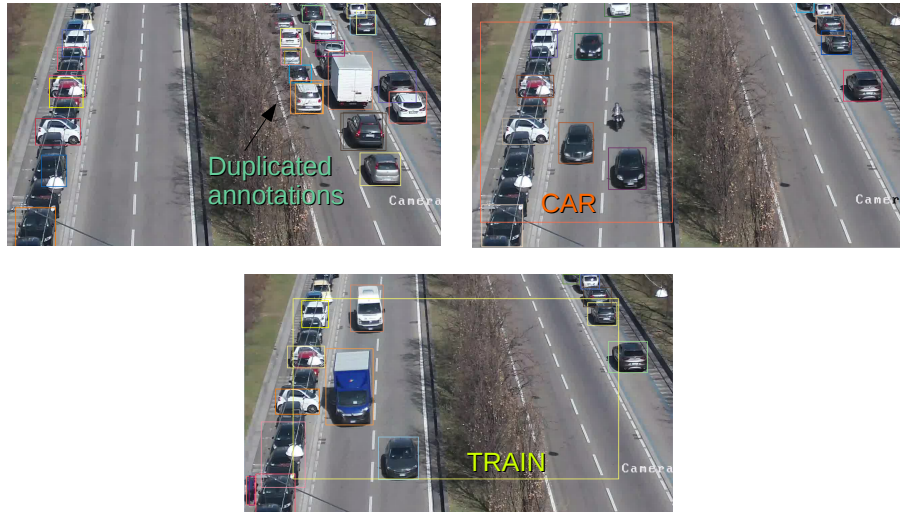 Duplicated
annotations
Camera
CAR
Camer
TRAIN
Camera